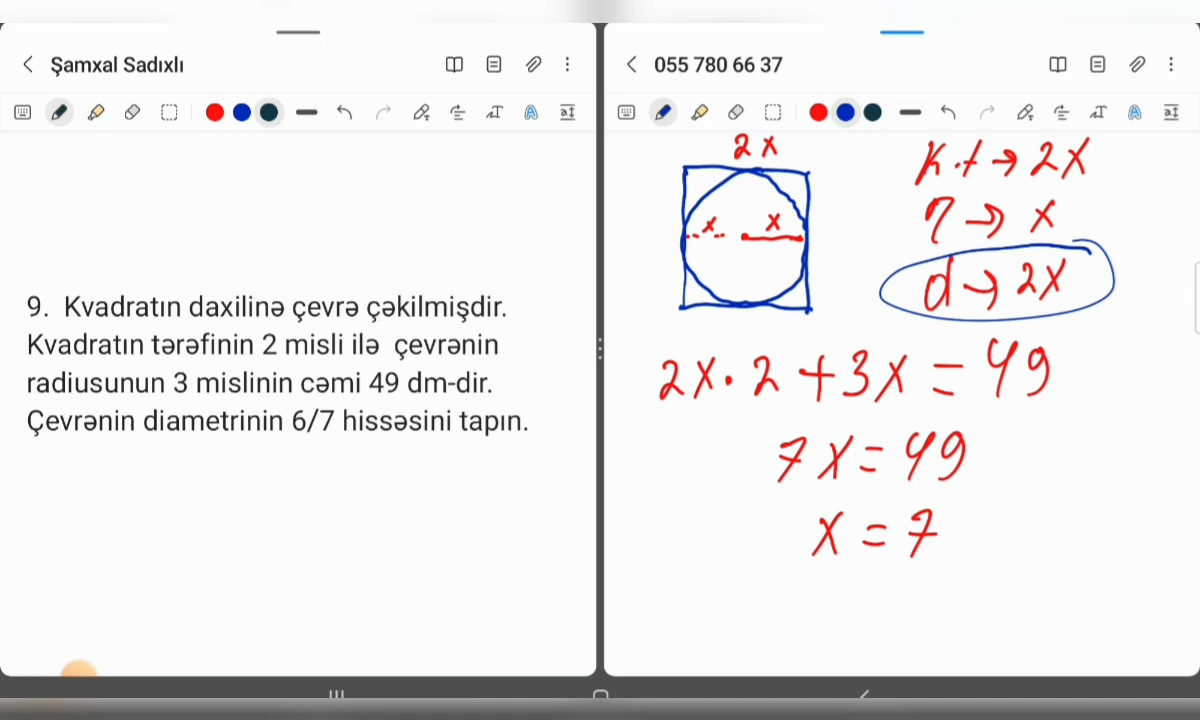 Şamxal Sadıxlı
9. Kvadratın daxilinə çevrə çəkilmişdir.
Kvadratın tərəfinin 2 misli ilə çevrənin
radiusunun 3 mislinin cəmi 49 dm-dir.
Çevrənin diametrinin 6/7 hissəsini tapın.
055 780 66 37
2x
x x
K.t → 2x
r → x
d → 2x
2x · 2 + 3x = 49
7x = 49
x = 7